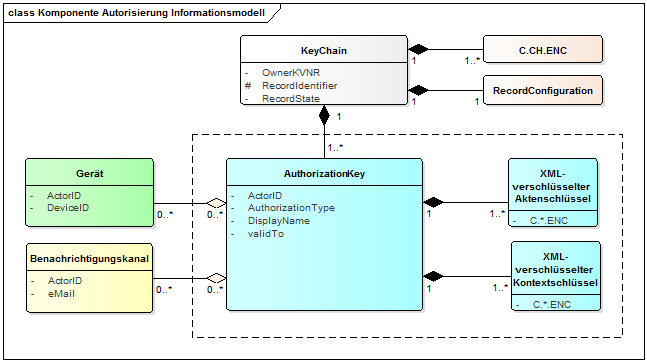 class Komponente Autorisierung Informationsmodell
KeyChain
- OwnerKVNR
# RecordIdentifier
- RecordState
1
1..*
C.CH.ENC
1
1
RecordConfiguration
1
1..*
Gerät
- ActorID
- DeviceID
0..*
0..*
AuthorizationKey
- ActorID
- AuthorizationType
- DisplayName
- validTo
1
1..*
XML-
verschlüsselter
Aktenschlüssel
- C.*.ENC
Benachrichtigungskanal
- ActorID
- eMail
0..*
0..*
1
1..*
XML-
verschlüsselter
Kontextschlüssel
- C.*.ENC